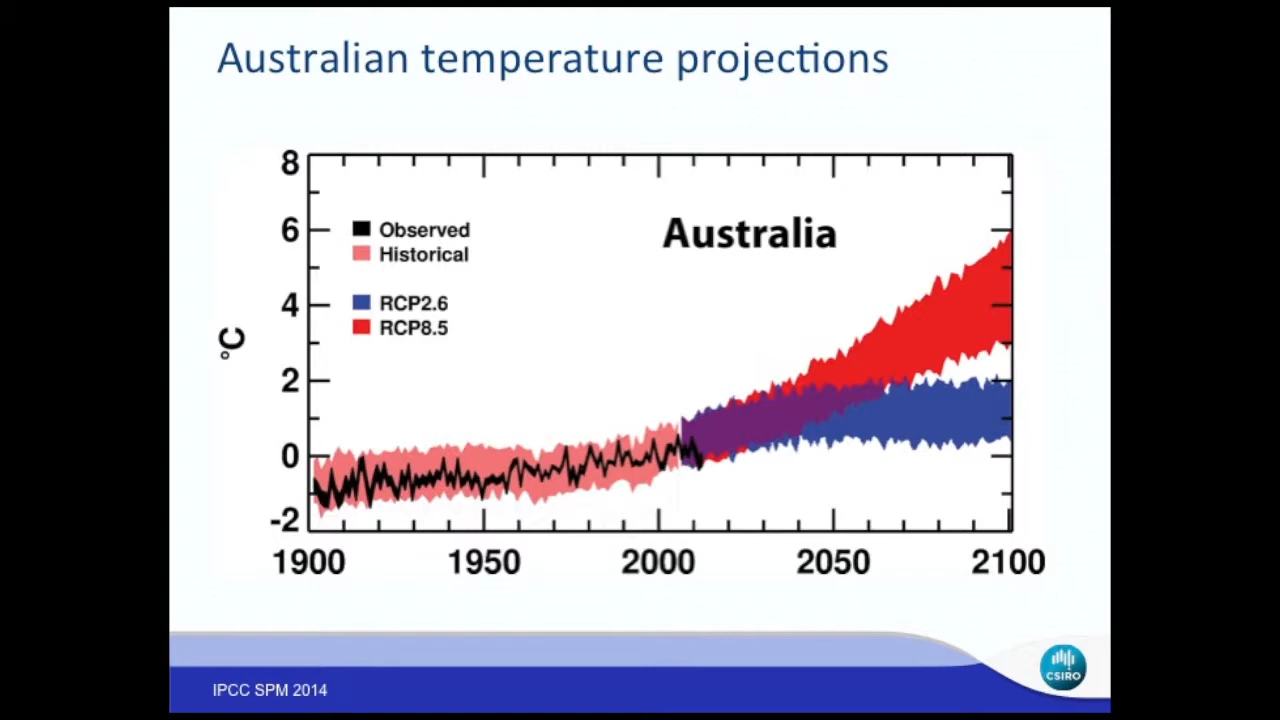 Australian temperature projections
8
6
4
2
0
-2
°C
Observed
Historical
RCP2.6
RCP8.5
Australia
1900 1950 2000 2050 2100
IPCC SPM 2014
CSIRO